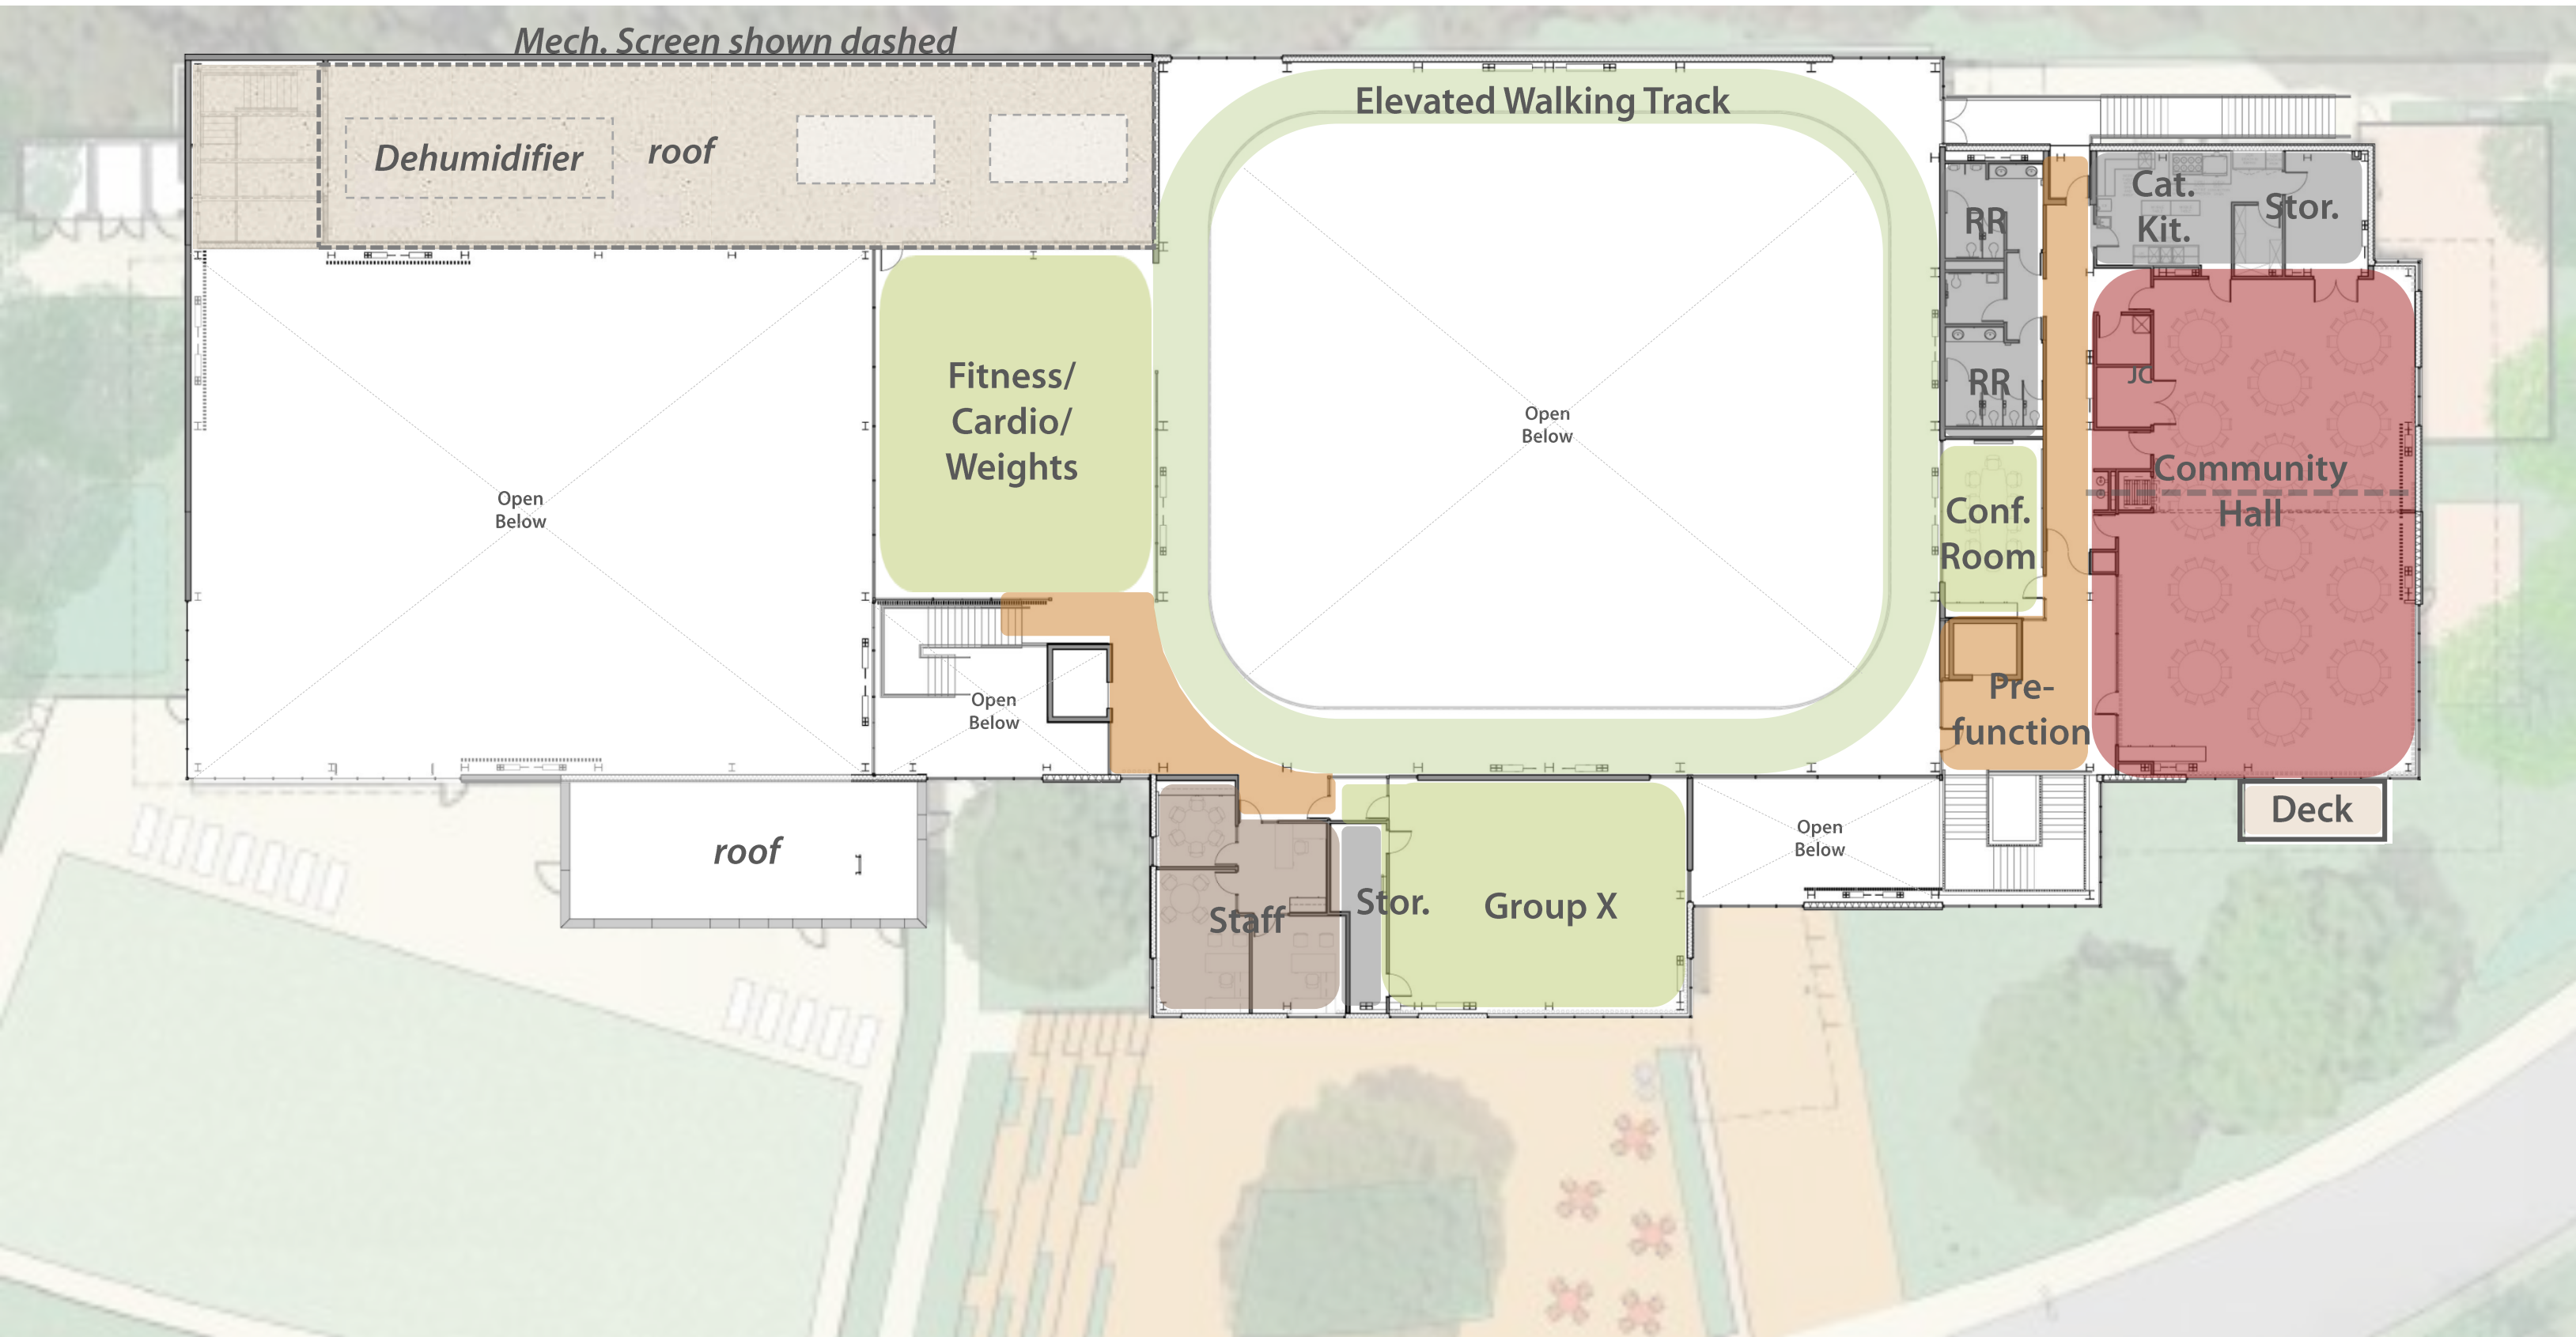 Mech. Screen shown dashed
Elevated Walking Track
Dehumidifier
roof
Cat.
Kit.
Stor.
RR
Fitness/
Cardio/
Weights
RR
JC
Open
Below
Open
Below
Community
Hall
Conf.
Room
Open
Below
Pre-
function
Deck
roof
Open
Below
Staff
Stor.
Group X